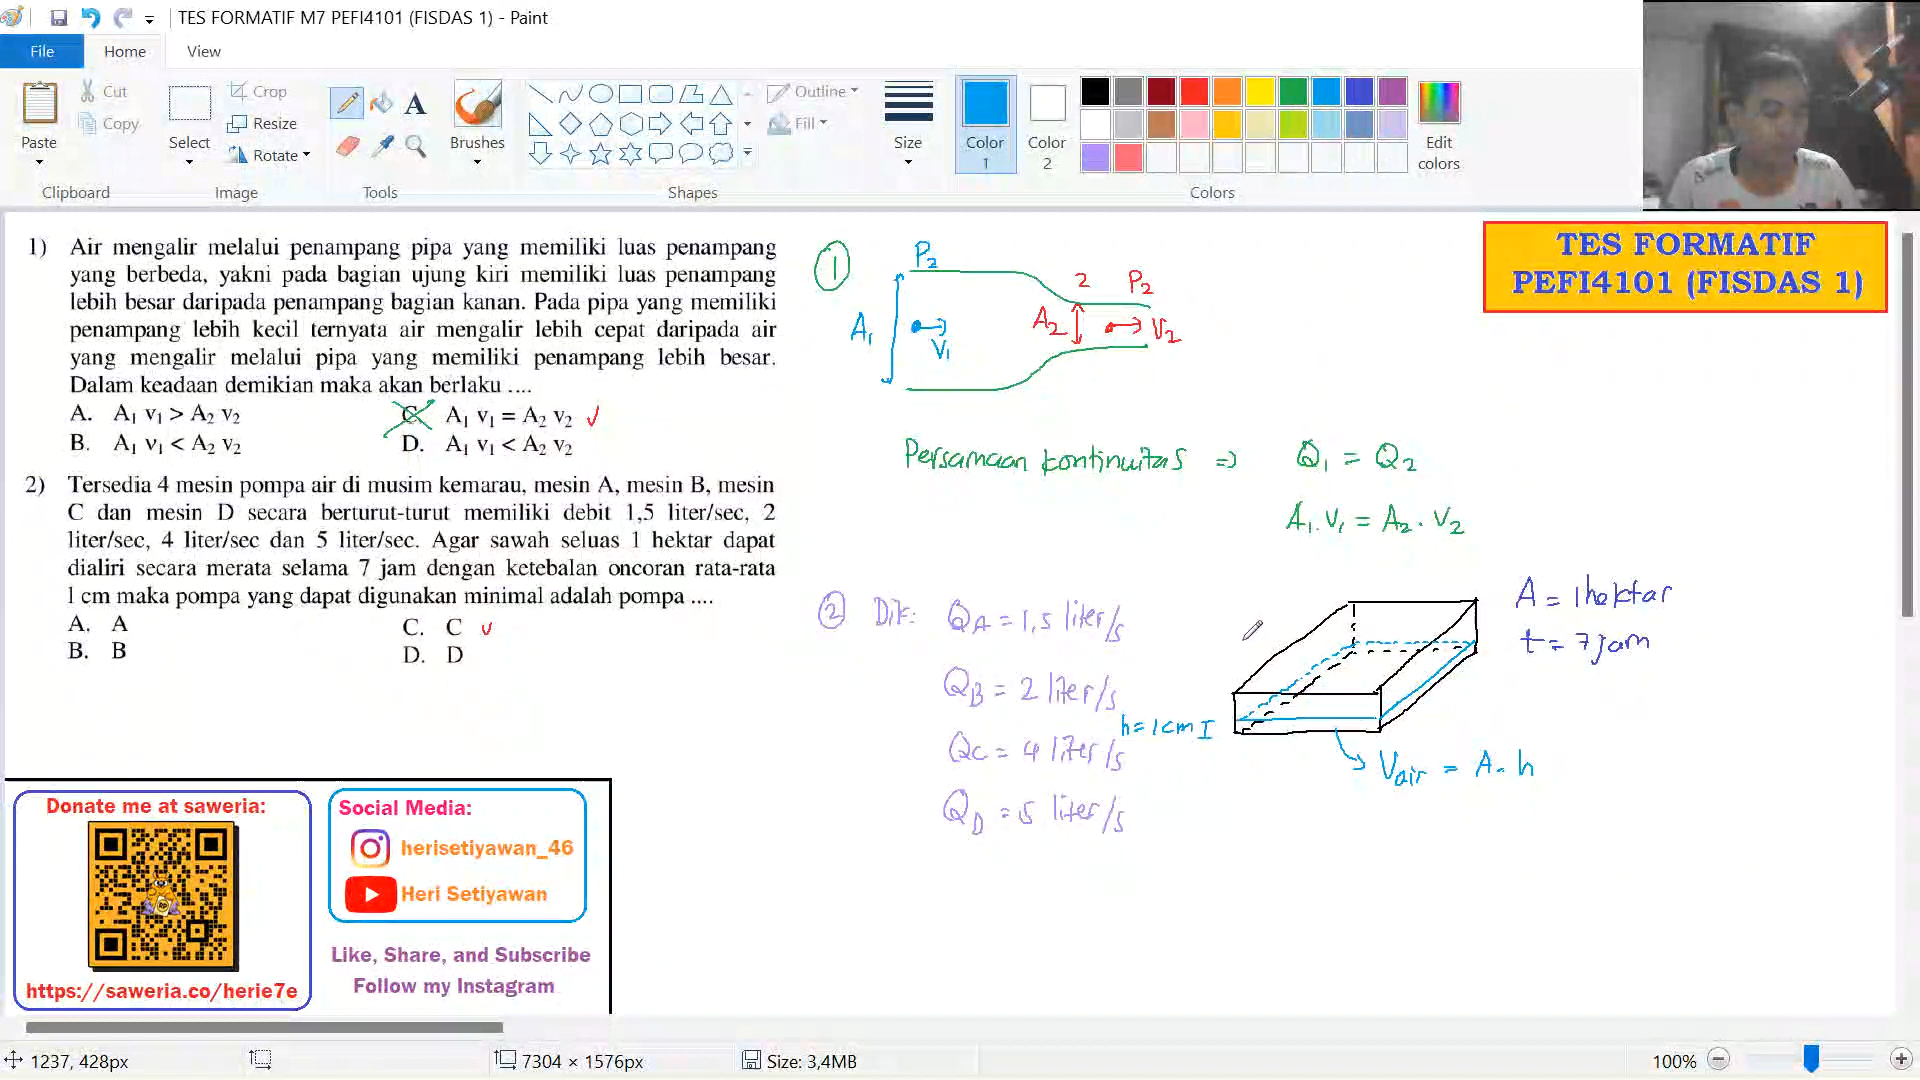 TES FORMATIF M7 PEFI4101 (FISDAS 1) - Paint
File
Home
View
Paste
Cut
Copy
Clipboard
Select
Crop
Resize
Rotate
Image
Tools
Brushes
Shapes
Outline
Fill
Size
Color 1
Color 2
Edit colors
Colors
1) Air mengalir melalui penampang pipa yang memiliki luas penampang
yang berbeda, yakni pada bagian ujung kiri memiliki luas penampang
lebih besar daripada penampang bagian kanan. Pada pipa yang memiliki
penampang lebih kecil ternyata air mengalir lebih cepat daripada air
yang mengalir melalui pipa yang memiliki penampang lebih besar.
Dalam keadaan demikian maka akan berlaku ....
A. A₁ v₁ > A₂ v₂
C. A₁ v₁ = A₂ v₂ ✓
B. A₁ v₁ < A₂ v₂
D. A₁ v₁ < A₂ v₂
2) Tersedia 4 mesin pompa air di musim kemarau, mesin A, mesin B, mesin
C dan mesin D secara berturut-turut memiliki debit 1,5 liter/sec, 2
liter/sec, 4 liter/sec dan 5 liter/sec. Agar sawah seluas 1 hektar dapat
dialiri secara merata selama 7 jam dengan ketebalan oncoran rata-rata
1 cm maka pompa yang dapat digunakan minimal adalah pompa ....
A. A
C. C ✓
B. B
D. D
1
P₂
A₁
V₁
2
P₂
A₂
V₂
Persamaan kontinuitas ⇒ Q₁ = Q₂
A₁ . V₁ = A₂ . V₂
2 Dik: QA = 1,5 liter/s
QB = 2 liter/s
QC = 4 liter/s
QD = 5 liter/s
h = 1 cm
A = 1 hektar
t = 7 jam
Vair = A . h
TES FORMATIF
PEFI4101 (FISDAS 1)
Donate me at saweria:
https://saweria.co/herie7e
Social Media:
herisetiyawan_46
Heri Setiyawan
Like, Share, and Subscribe
Follow my Instagram
1237, 428px
7304 × 1576px
Size: 3,4MB
100%